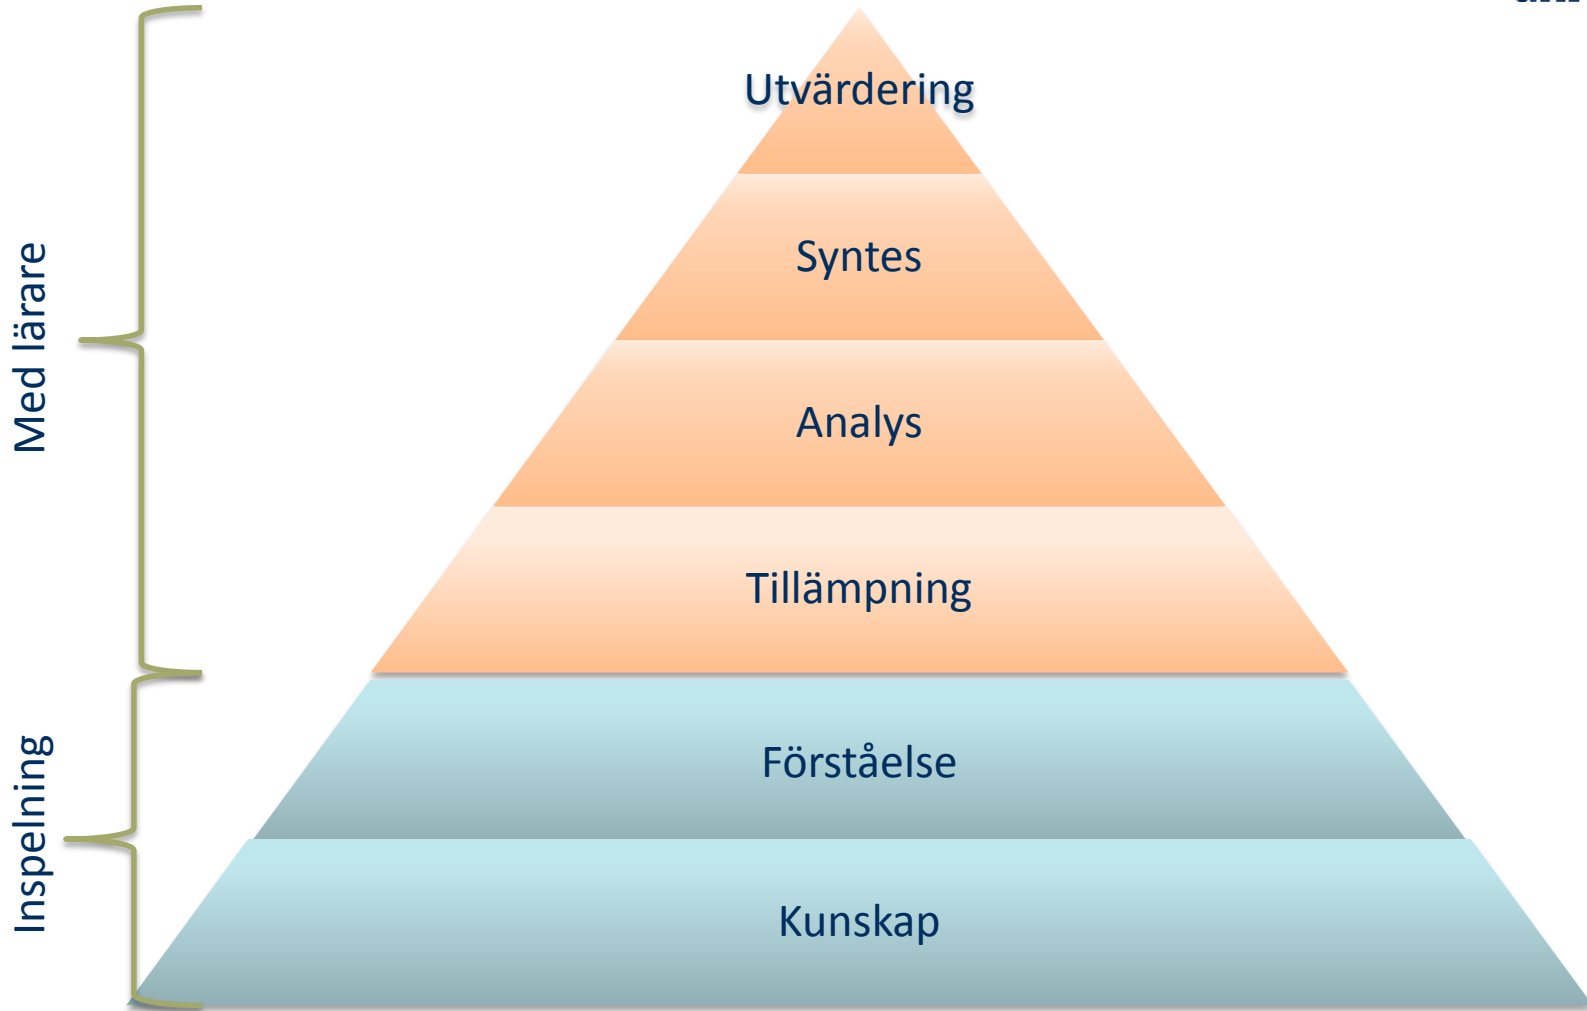 Utvärdering
Syntes
Med lärare
Analys
Tillämpning
Förståelse
Inspelning
Kunskap